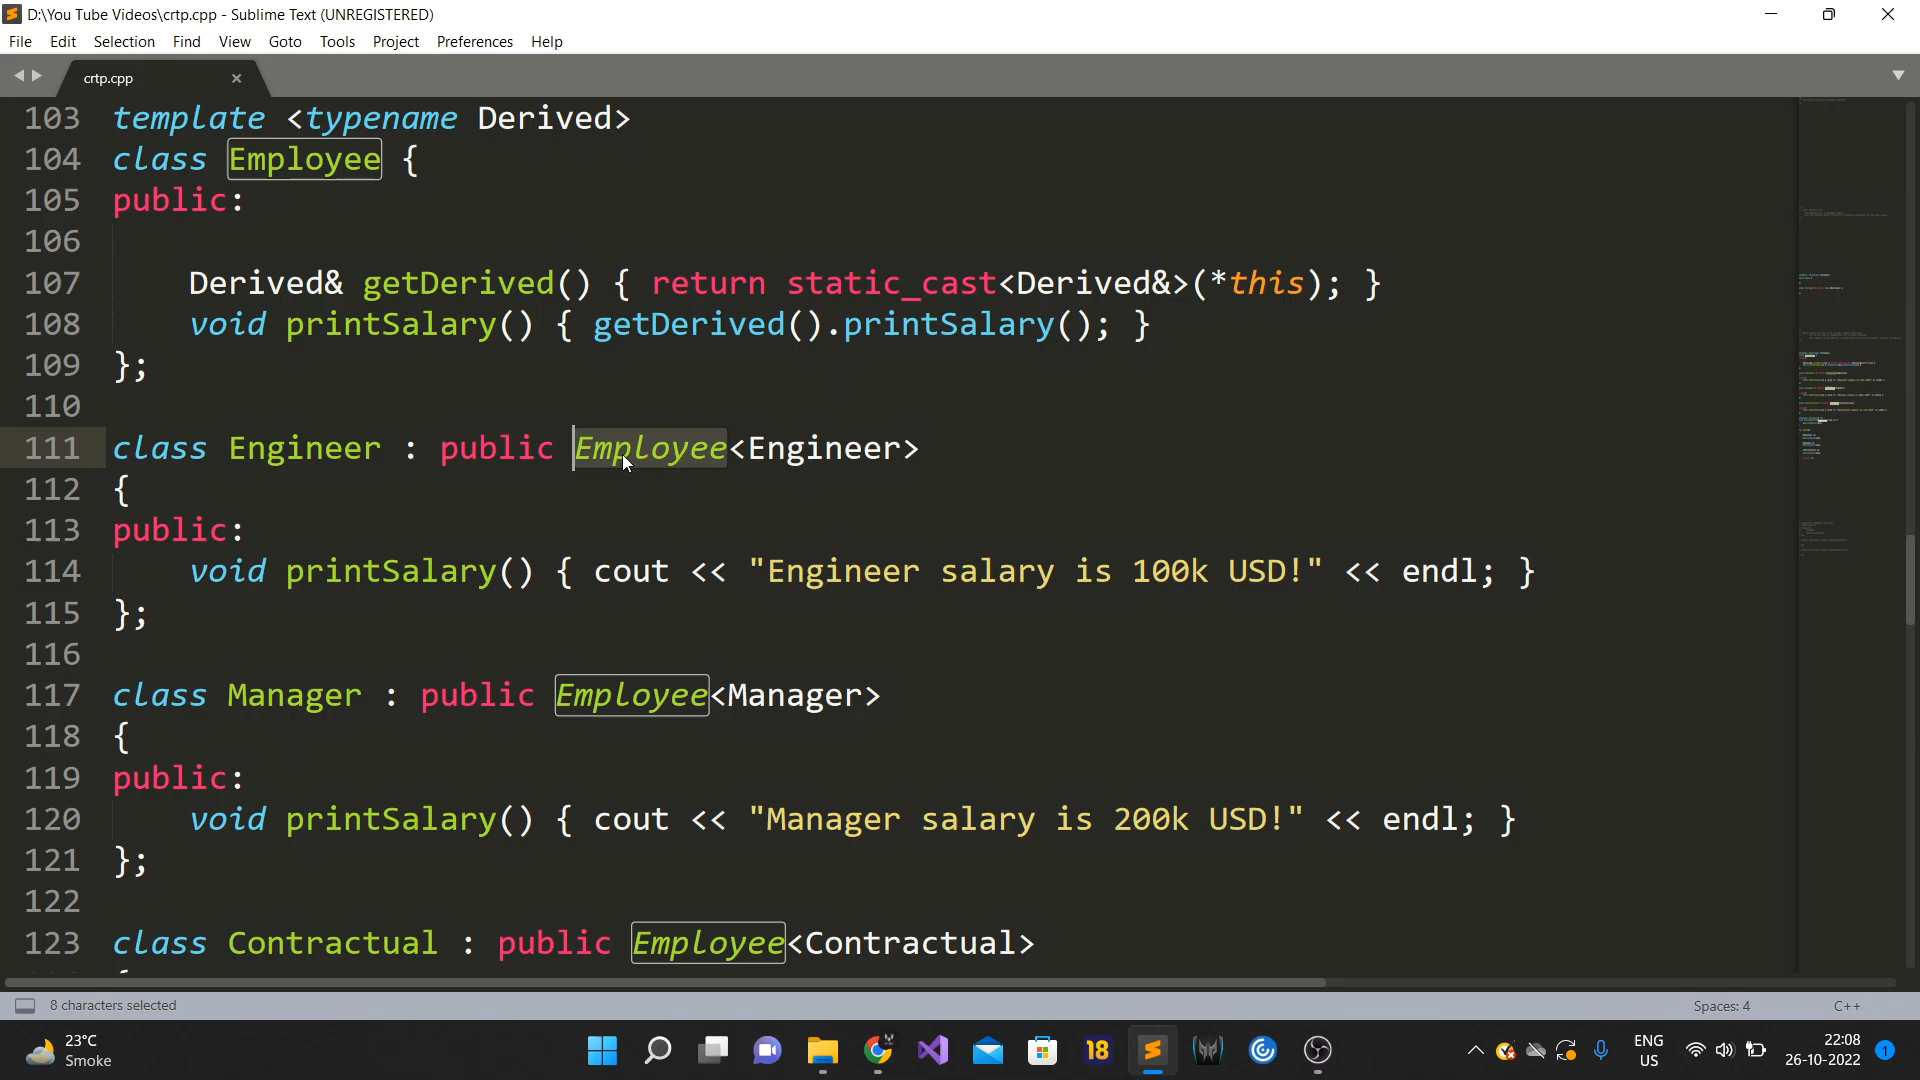 D:\You Tube Videos\crtp.cpp - Sublime Text (UNREGISTERED)
File Edit Selection Find View Goto Tools Project Preferences Help
crtp.cpp
103 template <typename Derived>
104 class Employee {
105 public:
106
107     Derived& getDerived() { return static_cast<Derived&>(*this); }
108     void printSalary() { getDerived().printSalary(); }
109 };
110
111 class Engineer : public Employee<Engineer>
112 {
113 public:
114     void printSalary() { cout << "Engineer salary is 100k USD!" << endl; }
115 };
116
117 class Manager : public Employee<Manager>
118 {
119 public:
120     void printSalary() { cout << "Manager salary is 200k USD!" << endl; }
121 };
122
123 class Contractual : public Employee<Contractual>
8 characters selected Spaces: 4 C++
23°C
Smoke
18
ENG
US
22:08
26-10-2022
1